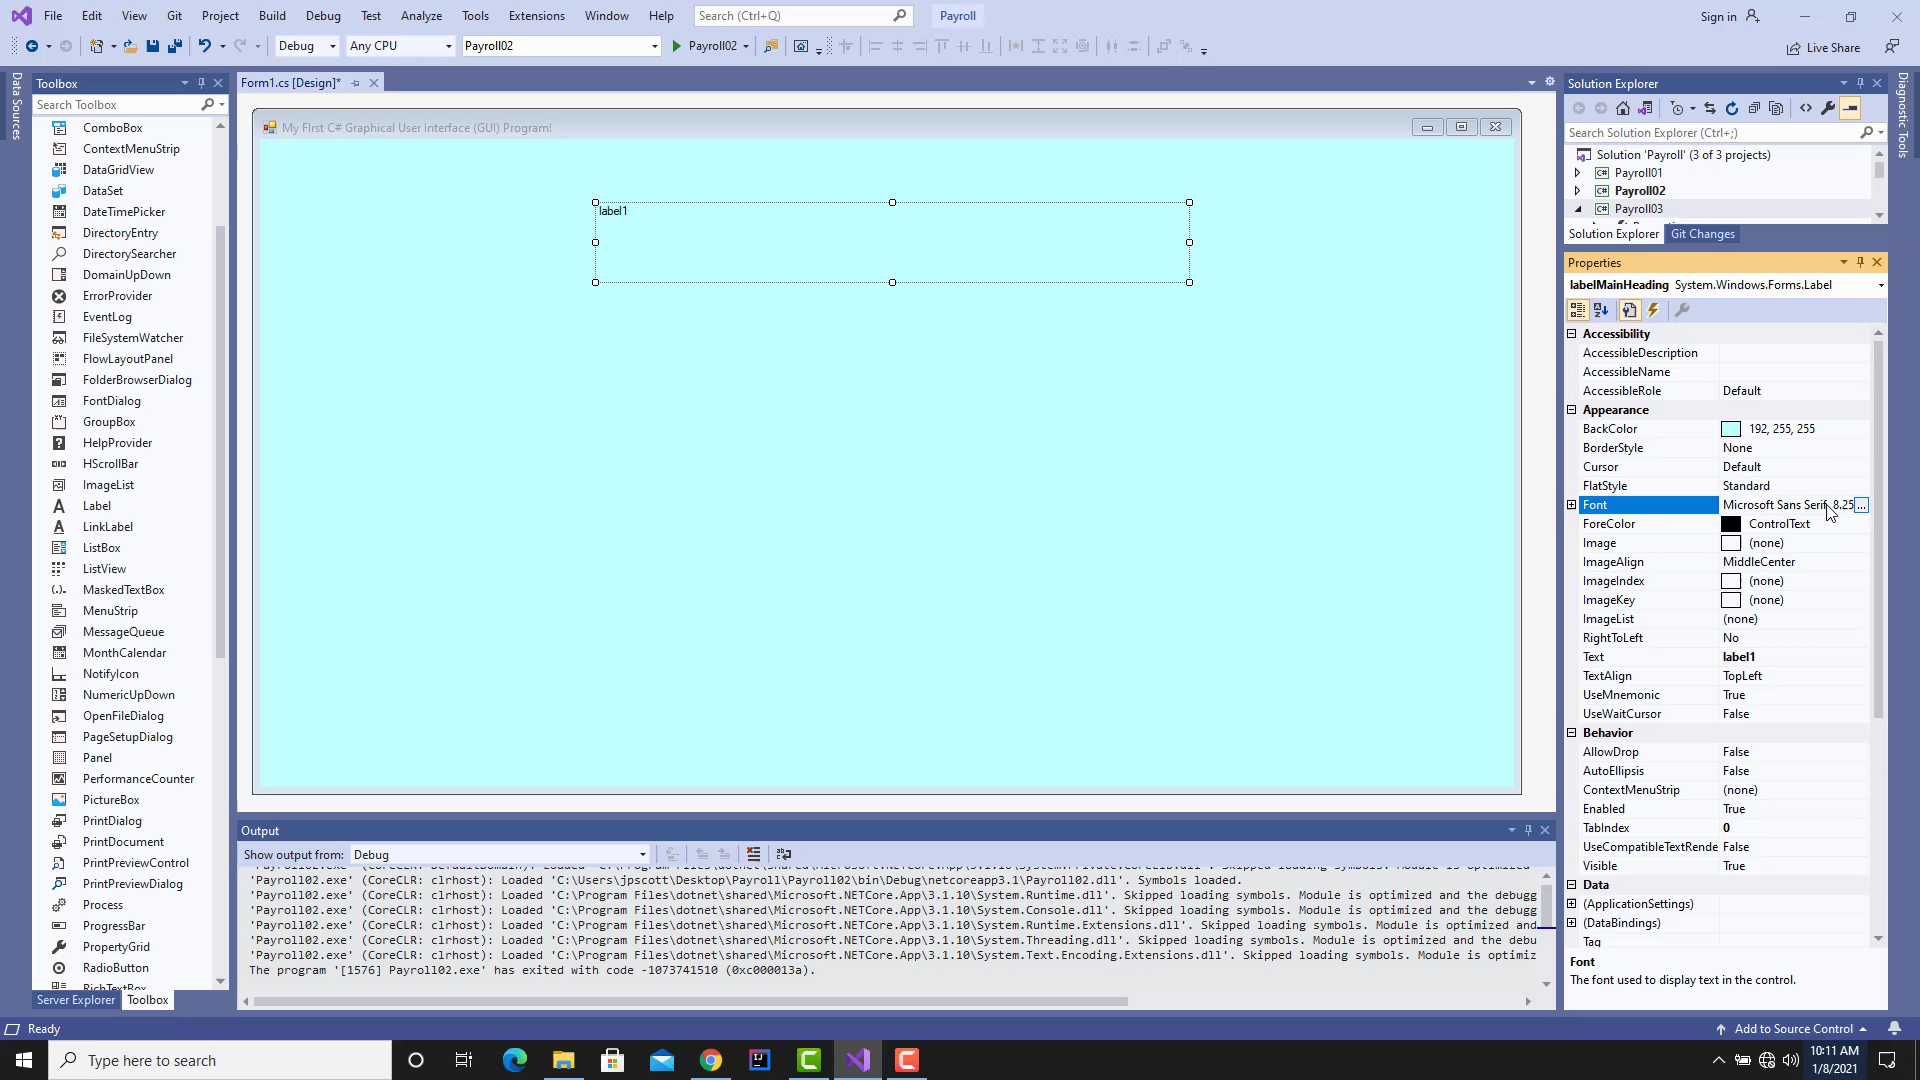 File Edit View Git Project Build Debug Test Analyze Tools Extensions Window Help Search (Ctrl+Q) Payroll Sign in
Debug Any CPU Payroll02 Payroll02 Live Share
Data Sources
Toolbox
Search Toolbox
ComboBox
ContextMenuStrip
DataGridView
DataSet
DateTimePicker
DirectoryEntry
DirectorySearcher
DomainUpDown
ErrorProvider
EventLog
FileSystemWatcher
FlowLayoutPanel
FolderBrowserDialog
FontDialog
GroupBox
HelpProvider
HScrollBar
ImageList
Label
LinkLabel
ListBox
ListView
MaskedTextBox
MenuStrip
MessageQueue
MonthCalendar
NotifyIcon
NumericUpDown
OpenFileDialog
PageSetupDialog
Panel
PerformanceCounter
PictureBox
PrintDialog
PrintDocument
PrintPreviewControl
PrintPreviewDialog
Process
ProgressBar
PropertyGrid
RadioButton
RichTextBox
Server Explorer Toolbox
Form1.cs [Design]*
My First C# Graphical User Interface (GUI) Program!
label1
Output
Show output from: Debug
'Payroll02.exe' (CoreCLR: clrhost): Loaded 'C:\Users\jpscott\Desktop\Payroll\Payroll02\bin\Debug\netcoreapp3.1\Payroll02.dll'. Symbols loaded.
'Payroll02.exe' (CoreCLR: clrhost): Loaded 'C:\Program Files\dotnet\shared\Microsoft.NETCore.App\3.1.10\System.Runtime.dll'. Skipped loading symbols. Module is optimized and the debugg
'Payroll02.exe' (CoreCLR: clrhost): Loaded 'C:\Program Files\dotnet\shared\Microsoft.NETCore.App\3.1.10\System.Console.dll'. Skipped loading symbols. Module is optimized and the debugg
'Payroll02.exe' (CoreCLR: clrhost): Loaded 'C:\Program Files\dotnet\shared\Microsoft.NETCore.App\3.1.10\System.Runtime.Extensions.dll'. Skipped loading symbols. Module is optimized and
'Payroll02.exe' (CoreCLR: clrhost): Loaded 'C:\Program Files\dotnet\shared\Microsoft.NETCore.App\3.1.10\System.Threading.dll'. Skipped loading symbols. Module is optimized and the debu
'Payroll02.exe' (CoreCLR: clrhost): Loaded 'C:\Program Files\dotnet\shared\Microsoft.NETCore.App\3.1.10\System.Text.Encoding.Extensions.dll'. Skipped loading symbols. Module is optimiz
The program '[1576] Payroll02.exe' has exited with code -1073741510 (0xc000013a).
Solution Explorer
Search Solution Explorer (Ctrl+;)
Solution 'Payroll' (3 of 3 projects)
Payroll01
Payroll02
Payroll03
Solution Explorer Git Changes
Diagnostic Tools
Properties
labelMainHeading System.Windows.Forms.Label
Accessibility
AccessibleDescription
AccessibleName
AccessibleRole Default
Appearance
BackColor 192, 255, 255
BorderStyle None
Cursor Default
FlatStyle Standard
Font Microsoft Sans Serif, 8.25 ...
ForeColor ControlText
Image (none)
ImageAlign MiddleCenter
ImageIndex (none)
ImageKey (none)
ImageList (none)
RightToLeft No
Text label1
TextAlign TopLeft
UseMnemonic True
UseWaitCursor False
Behavior
AllowDrop False
AutoEllipsis False
ContextMenuStrip (none)
Enabled True
TabIndex 0
UseCompatibleTextRende False
Visible True
Data
(ApplicationSettings)
(DataBindings)
Tag
Font
The font used to display text in the control.
Ready Add to Source Control
Type here to search
10:11 AM
1/8/2021